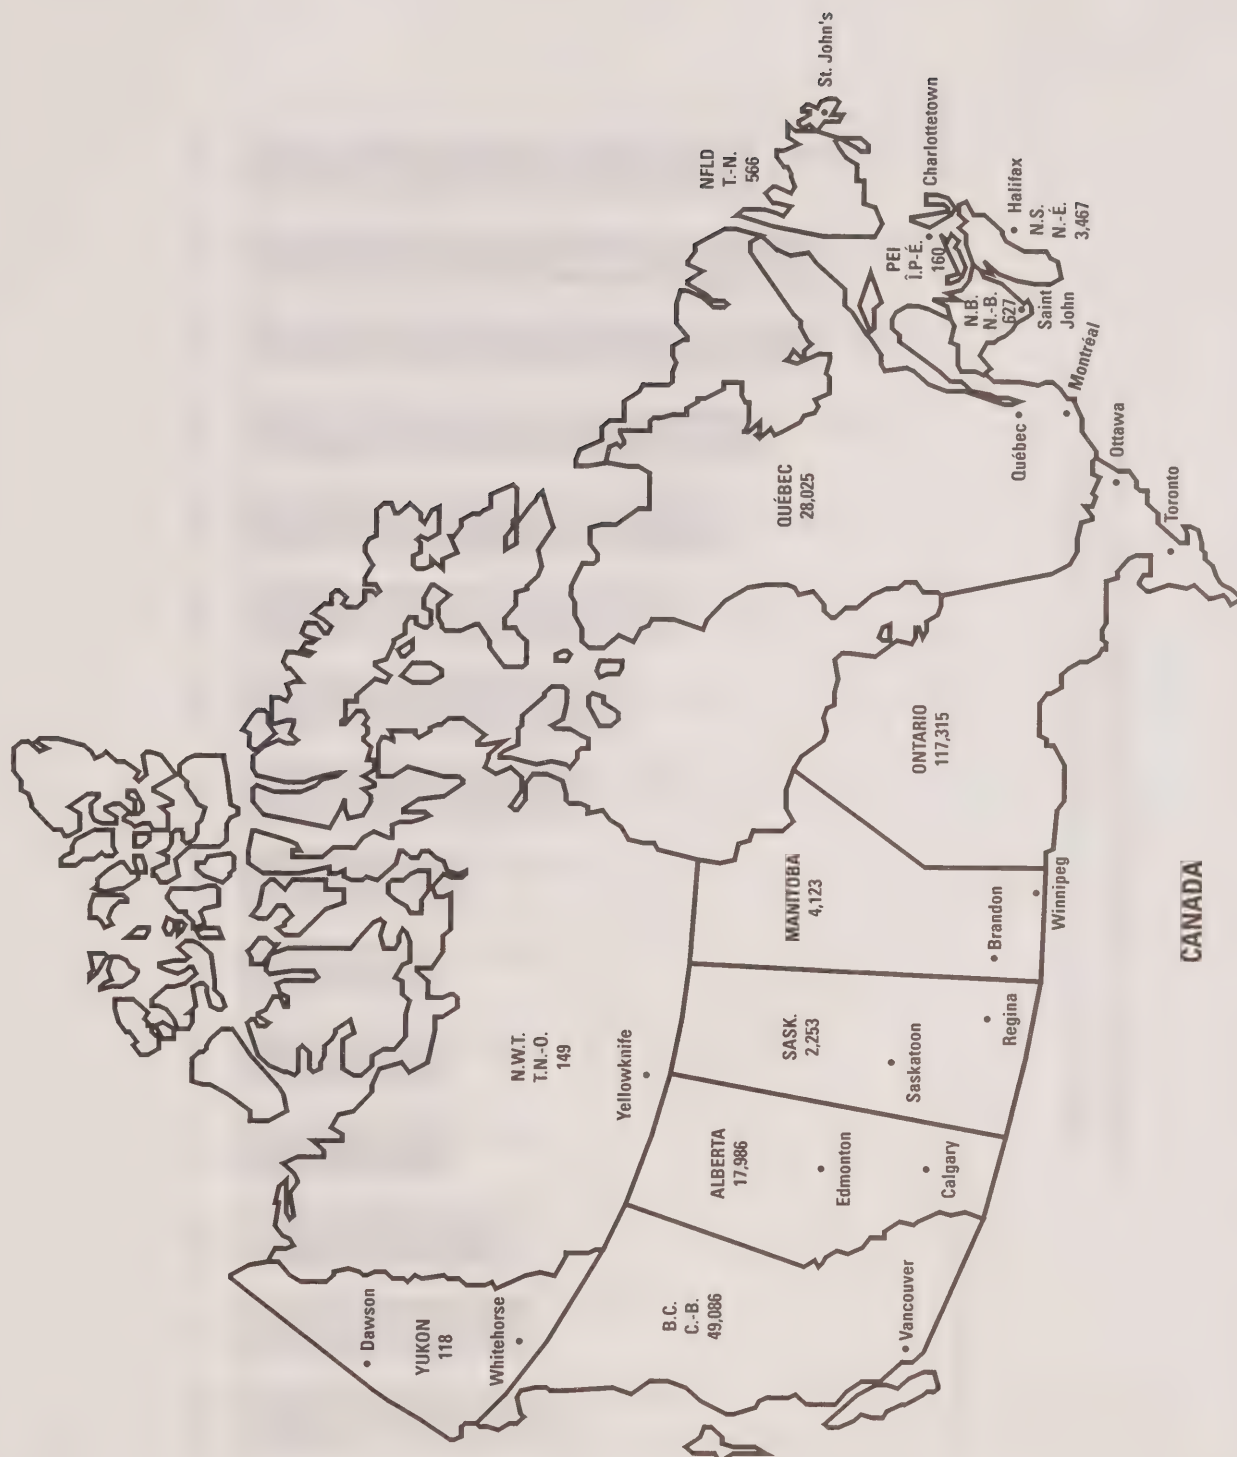 Dawson
YUKON
118
Whitehorse
N.W.T.
T.N.-O.
149
Yellowknife
B.C.
C.-B.
49,086
Vancouver
ALBERTA
17,986
Edmonton
Calgary
SASK.
2,253
Saskatoon
Regina
MANITOBA
4,123
Brandon
Winnipeg
ONTARIO
117,315
Toronto
Ottawa
QUÉBEC
28,025
Québec
Montréal
NFLD
T.-N.
566
St. John's
PEI
Î.P-É.
160
Charlottetown
N.B.
N.-B.
627
Saint
John
Halifax
N.S.
N.-É.
3,467
CANADA